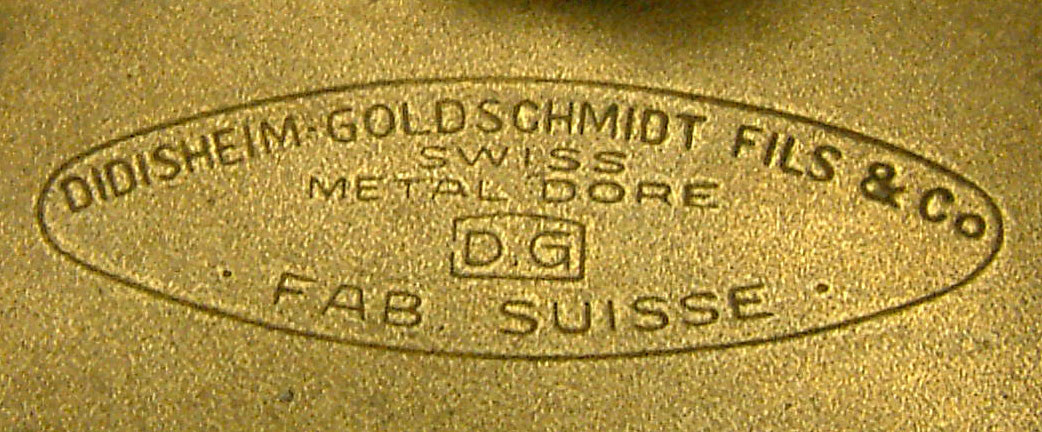 DIDISHEIM-GOLDSCHMIDT FILS & Co
SWISS
METAL DORE
D.G
FAB SUISSE